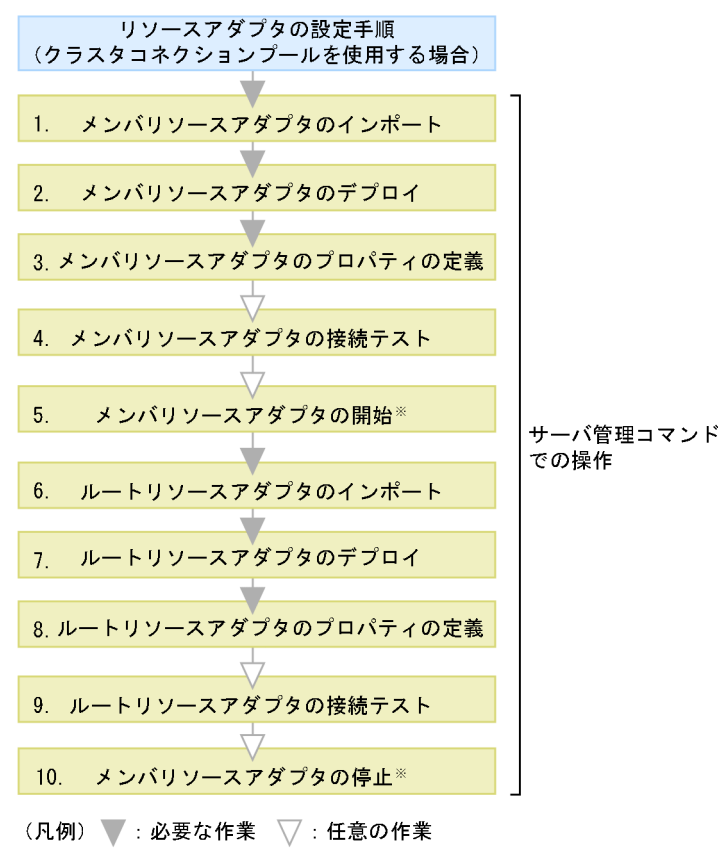 リソースアダプタの設定手順
（クラスタコネクションプールを使用する場合）
1. メンバリソースアダプタのインポート
2. メンバリソースアダプタのデプロイ
3. メンバリソースアダプタのプロパティの定義
4. メンバリソースアダプタの接続テスト
5. メンバリソースアダプタの開始※
6. ルートリソースアダプタのインポート
7. ルートリソースアダプタのデプロイ
8. ルートリソースアダプタのプロパティの定義
9. ルートリソースアダプタの接続テスト
10. メンバリソースアダプタの停止※
サーバ管理コマンド
での操作
（凡例） ▼ : 必要な作業 ▽ : 任意の作業